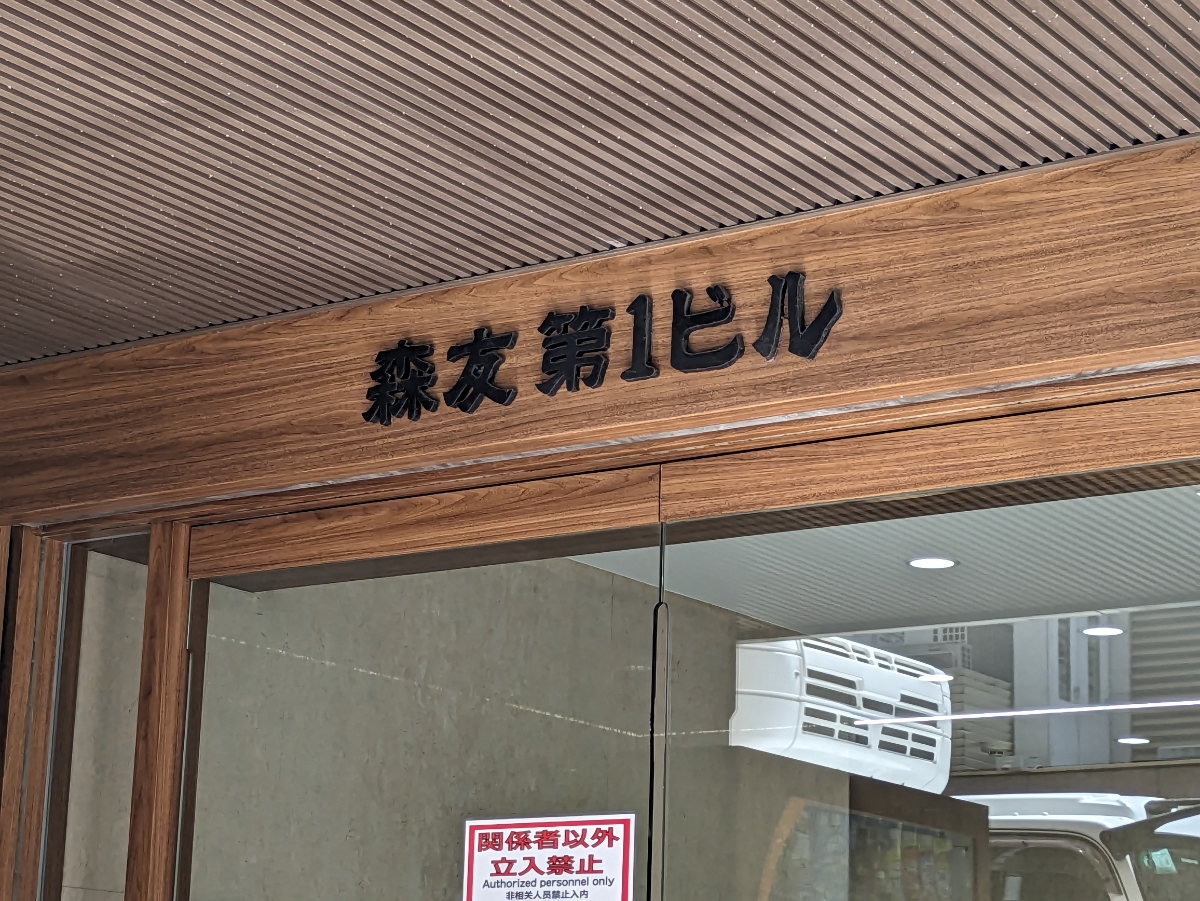 森友第1ビル
関係者以外
立入禁止
Authorized personnel only
非相关人员禁止入内